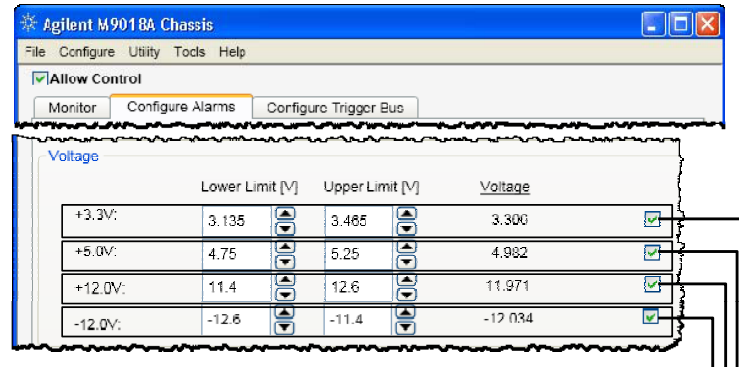 Agilent M9018A Chassis
File Configure Utility Tools Help
Allow Control
Monitor Configure Alarms Configure Trigger Bus
Voltage
Lower Limit [V] Upper Limit [V] Voltage
+3.3V: 3.135 3.465 3.300
+5.0V: 4.75 5.25 4.982
+12.0V: 11.4 12.6 11.971
-12.0V: -12.6 -11.4 -12.034